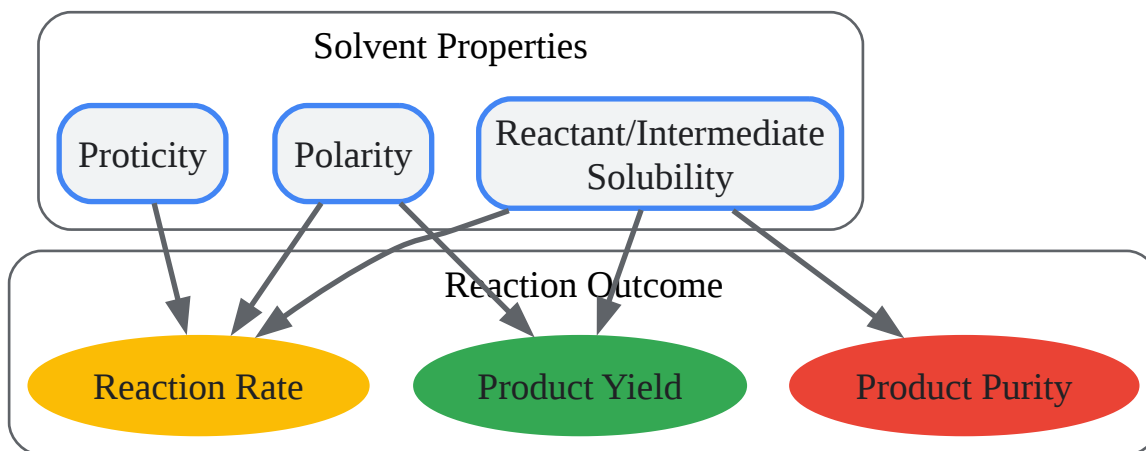 Solvent Properties
Proticity
Polarity
Reactant/Intermediate
Solubility
Reaction Outcome
Reaction Rate
Product Yield
Product Purity